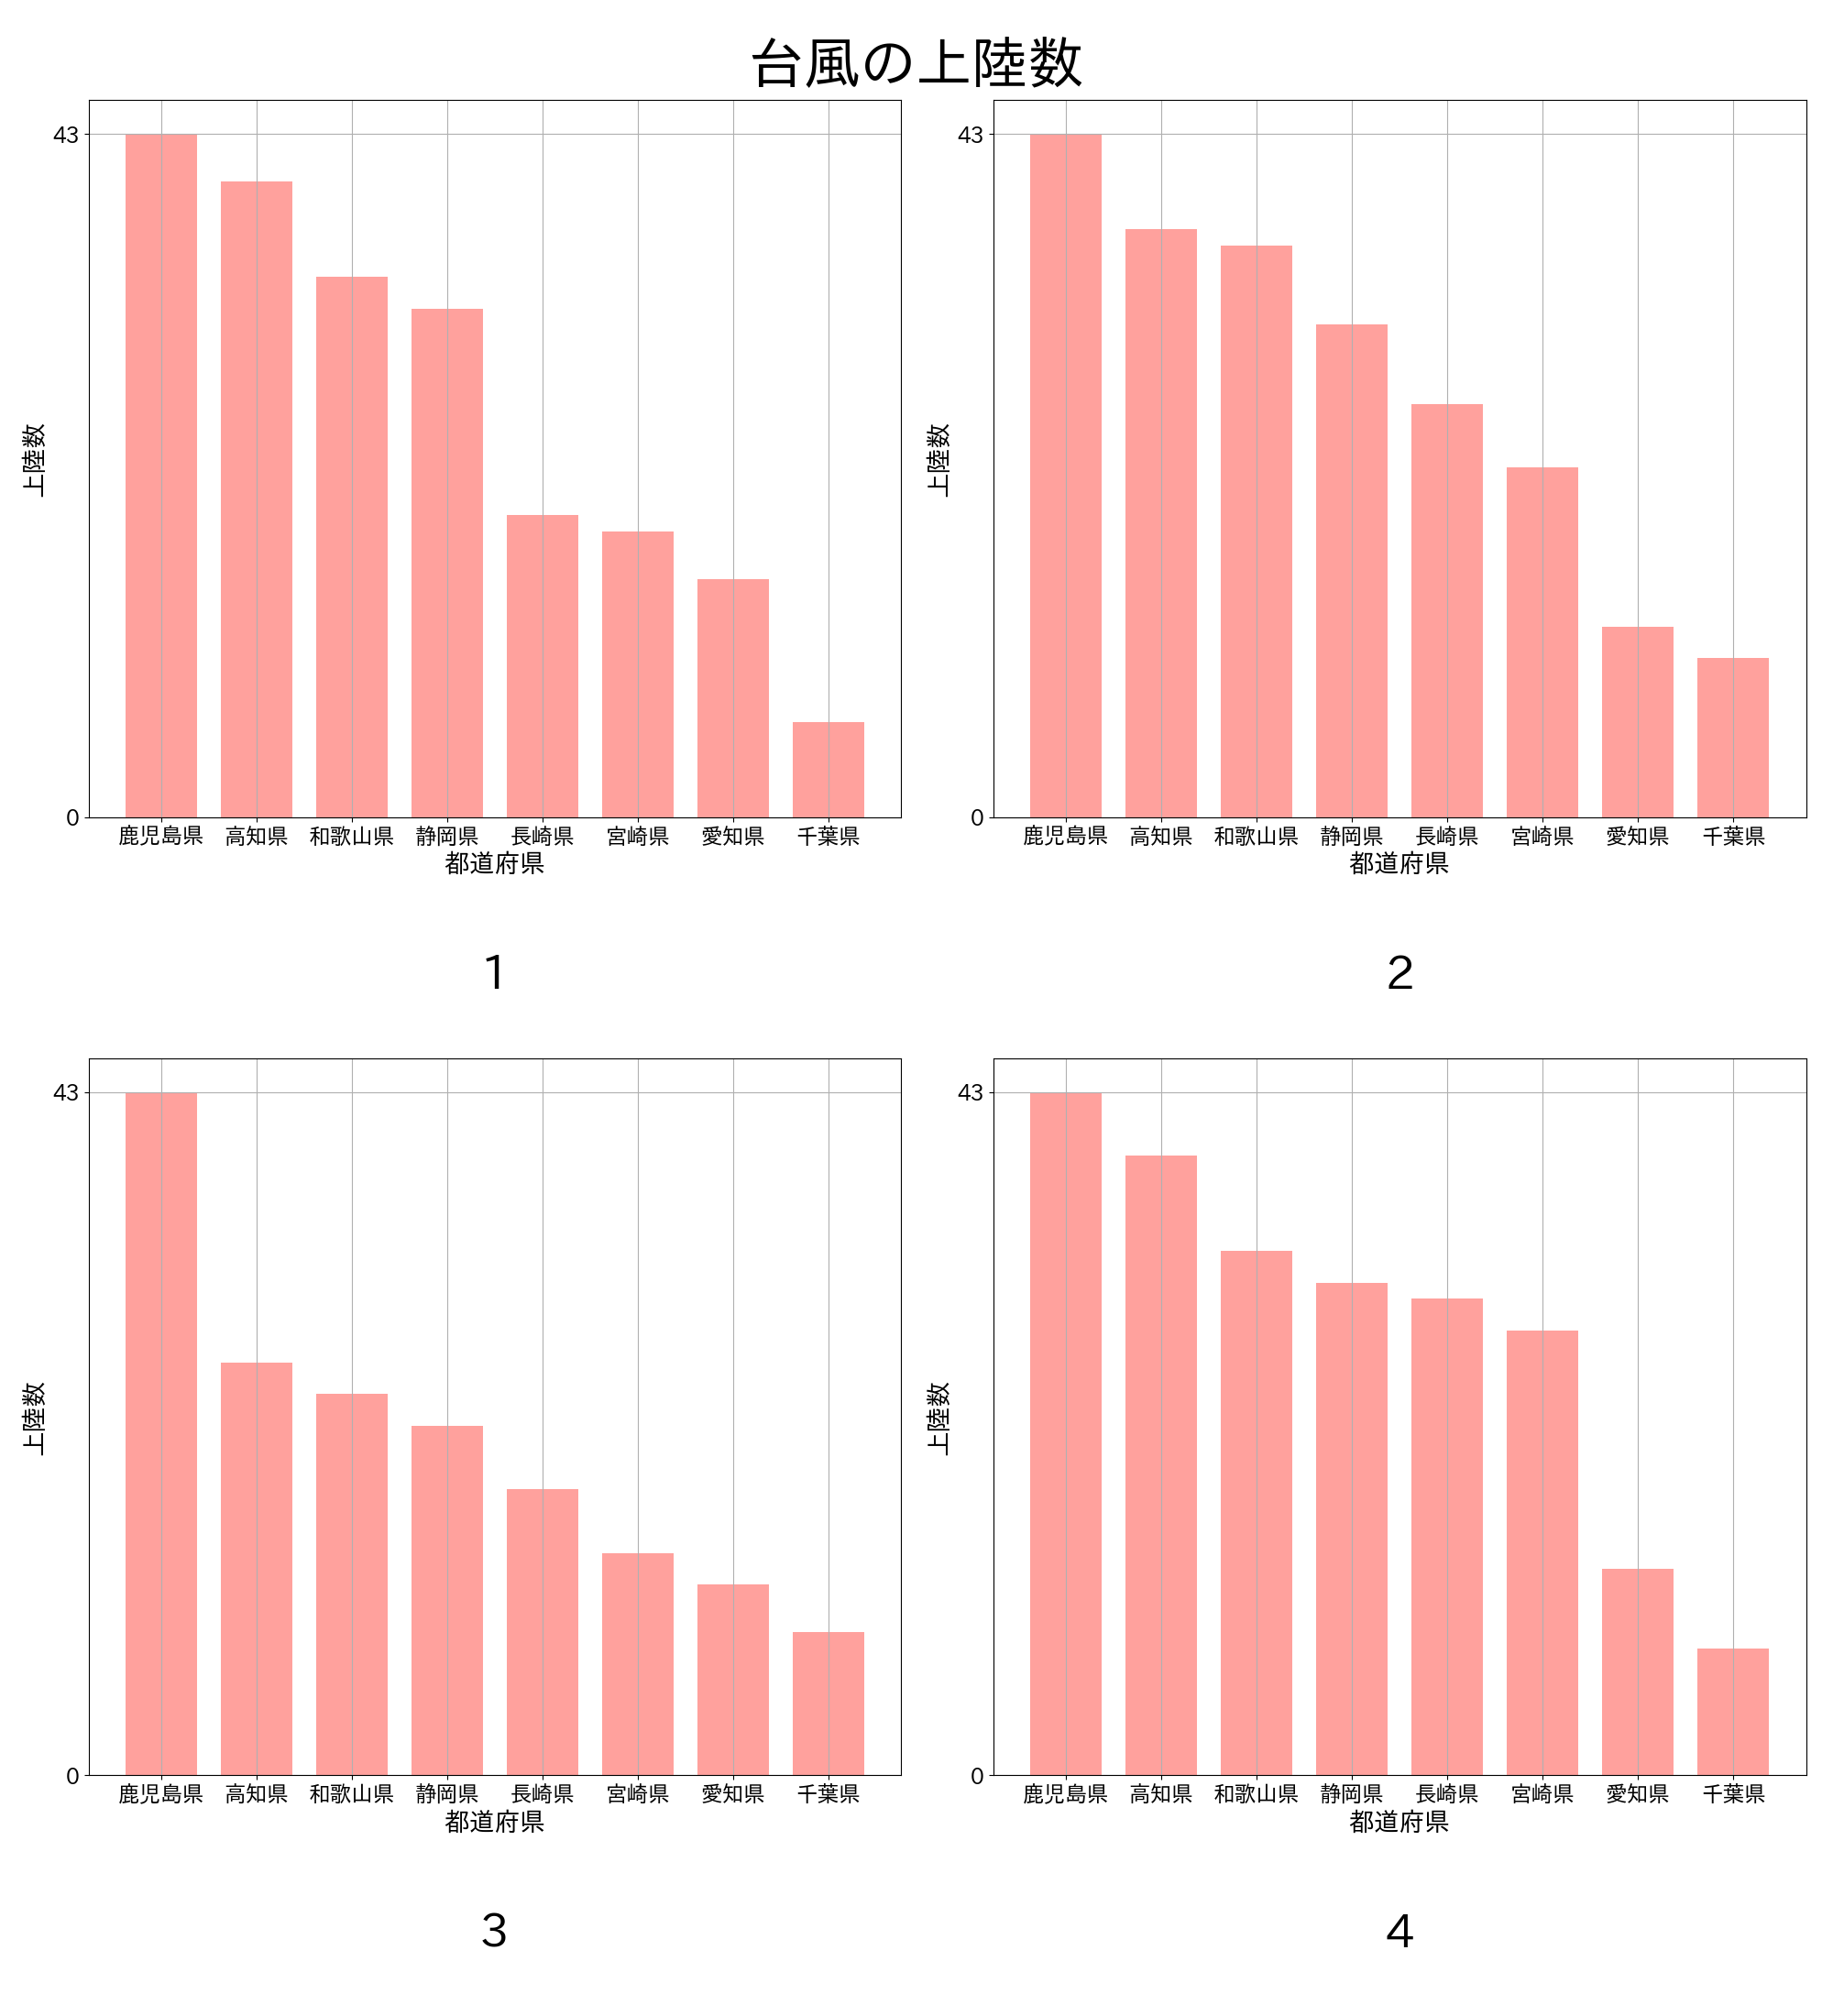 台風の上陸数
43
0
上陸数
鹿児島県 高知県 和歌山県 静岡県 長崎県 宮崎県 愛知県 千葉県
都道府県
1
43
0
上陸数
鹿児島県 高知県 和歌山県 静岡県 長崎県 宮崎県 愛知県 千葉県
都道府県
2
43
0
上陸数
鹿児島県 高知県 和歌山県 静岡県 長崎県 宮崎県 愛知県 千葉県
都道府県
3
43
0
上陸数
鹿児島県 高知県 和歌山県 静岡県 長崎県 宮崎県 愛知県 千葉県
都道府県
4